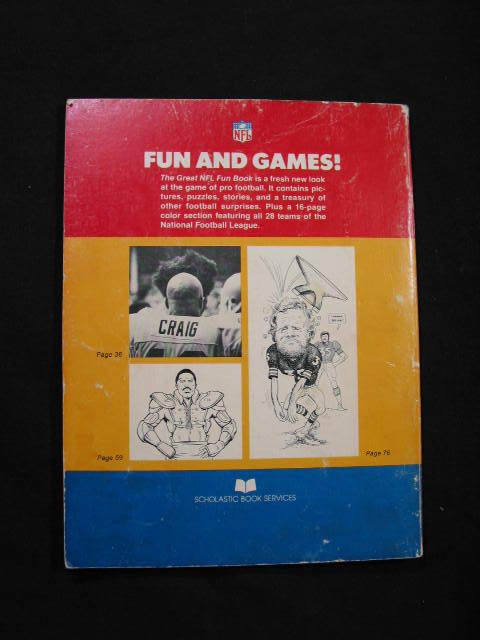 NFL
FUN AND GAMES!
The Great NFL Fun Book is a fresh new look
at the game of pro football. It contains pic-
tures, puzzles, stories, and a treasury of
other football surprises. Plus a 16-page
color section featuring all 28 teams of the
National Football League.
CRAIG
Page 36
Page 59
Page 76
SCHOLASTIC BOOK SERVICES